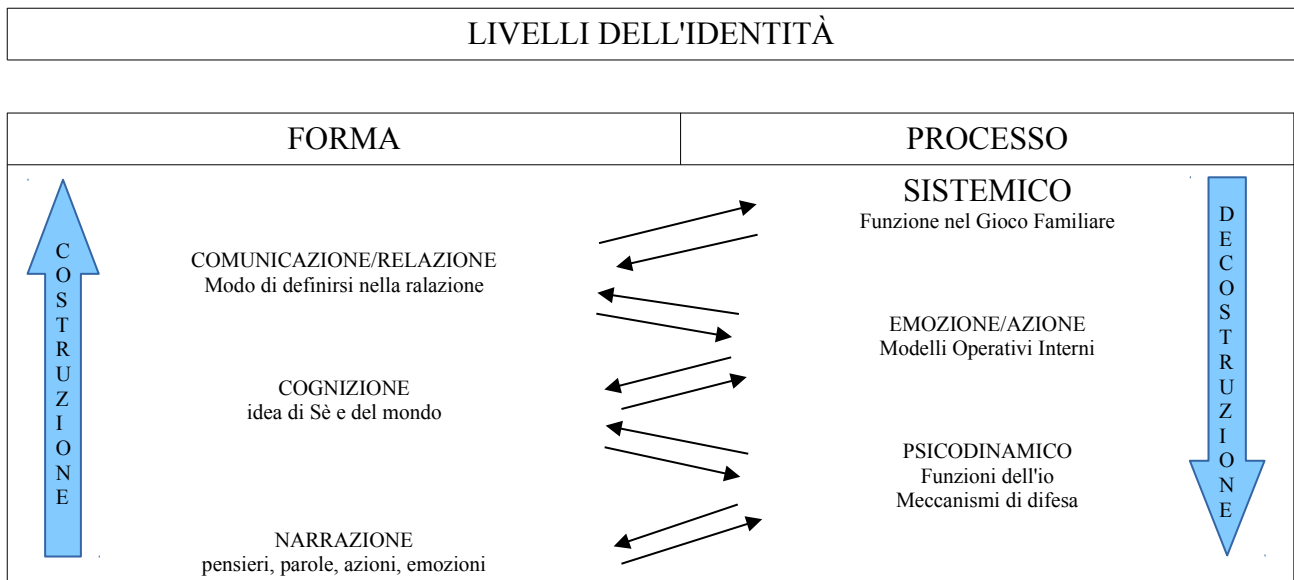 LIVELLI DELL'IDENTITÀ
FORMA
PROCESSO
COSTRUZIONE
SISTEMICO
Funzione nel Gioco Familiare
COMUNICAZIONE/RELAZIONE
Modo di definirsi nella ralazione
EMOZIONE/AZIONE
Modelli Operativi Interni
COGNIZIONE
idea di Sè e del mondo
PSICODINAMICO
Funzioni dell'io
Meccanismi di difesa
NARRAZIONE
pensieri, parole, azioni, emozioni
DECOSTRUZIONE